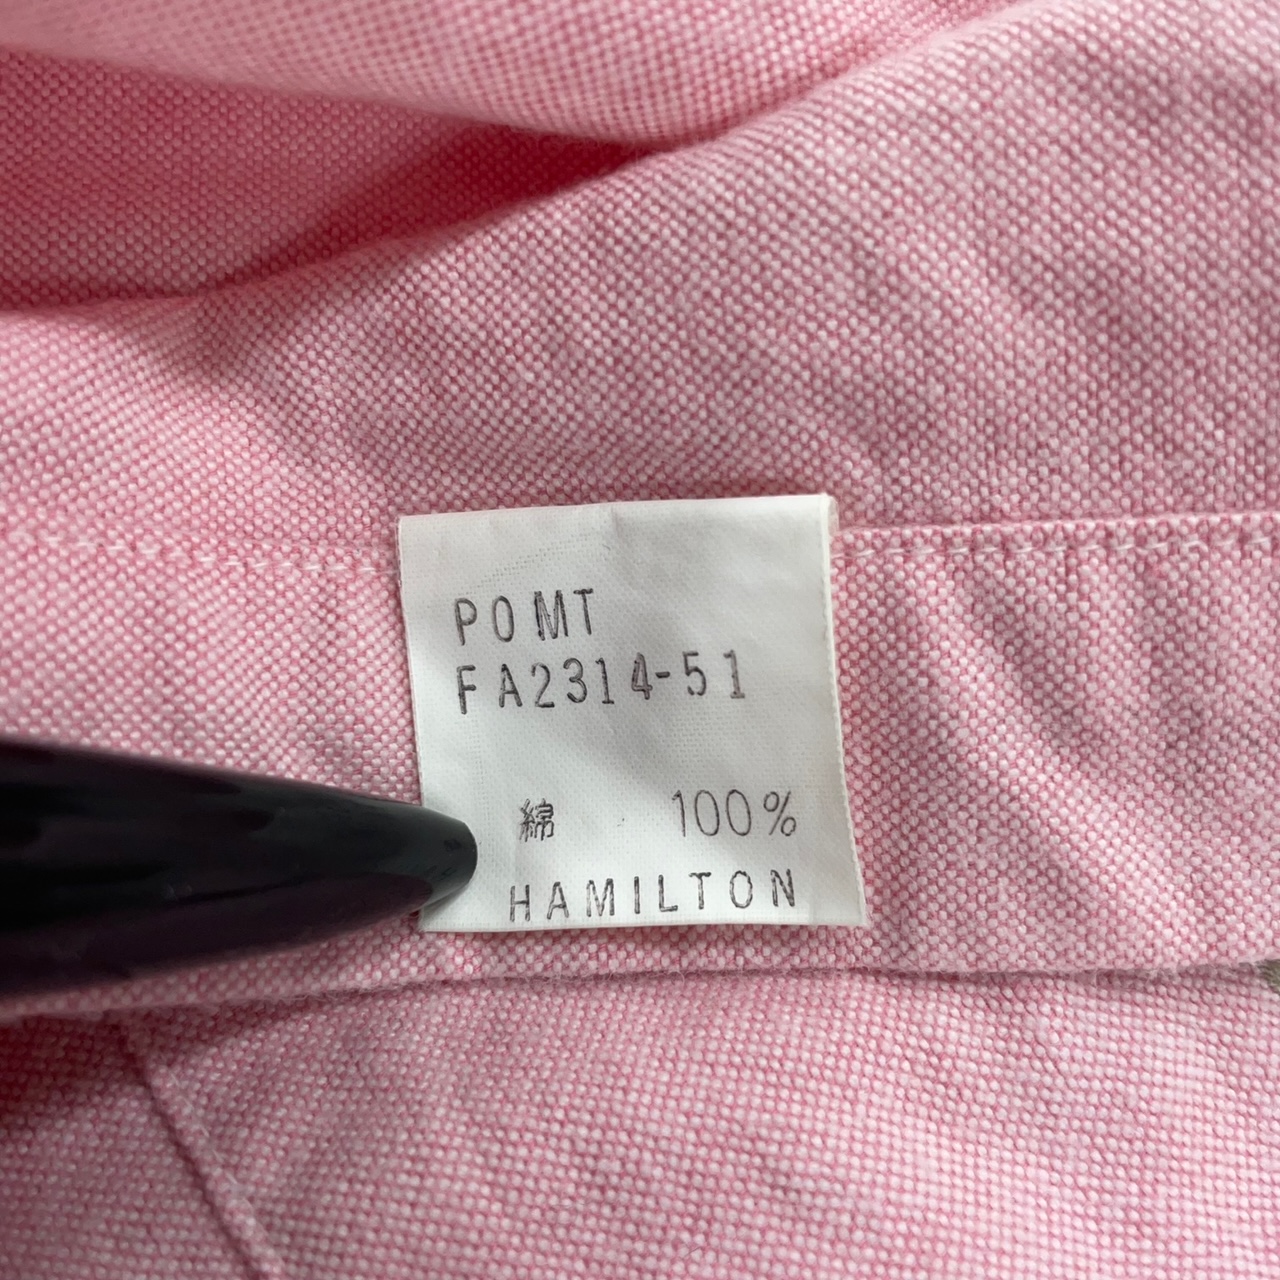 POMT
FA2314-51
綿 100%
HAMILTON